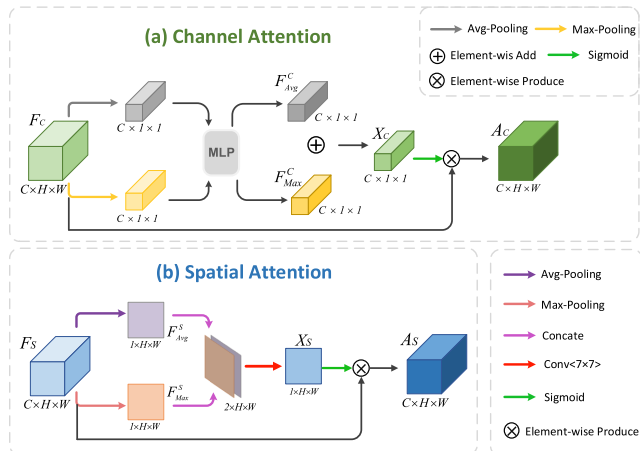 (a) Channel Attention
Avg-Pooling
Max-Pooling
Element-wis Add
Sigmoid
Element-wise Produce
F_C
C×H×W
C × 1 × 1
C × 1 × 1
MLP
F^C_Avg
C × 1 × 1
F^C_Max
C × 1 × 1
X_C
C × 1 × 1
A_C
C×H×W
(b) Spatial Attention
F_S
C×H×W
1×H×W
F^S_Avg
1×H×W
F^S_Max
2×H×W
X_S
1×H×W
A_S
C×H×W
Avg-Pooling
Max-Pooling
Concate
Conv<7×7>
Sigmoid
Element-wise Produce